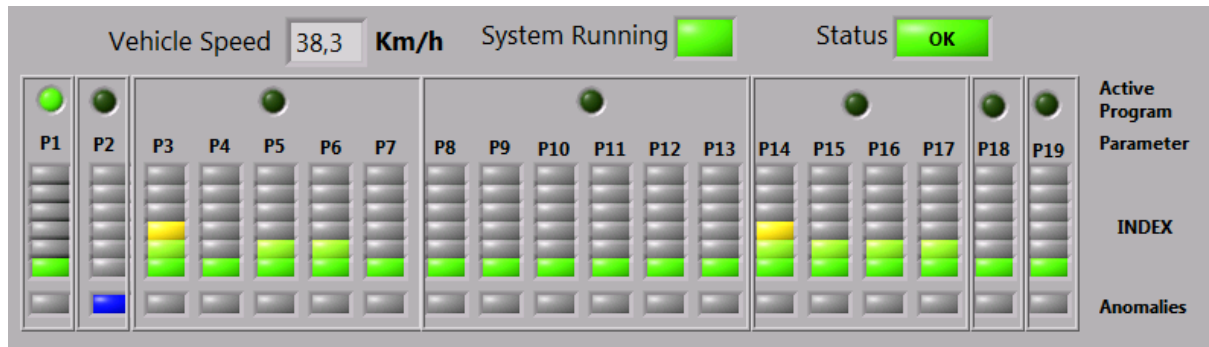 Vehicle Speed 38,3 Km/h System Running Status OK
Active
Program
P1 P2 P3 P4 P5 P6 P7 P8 P9 P10 P11 P12 P13 P14 P15 P16 P17 P18 P19 Parameter
INDEX
Anomalies